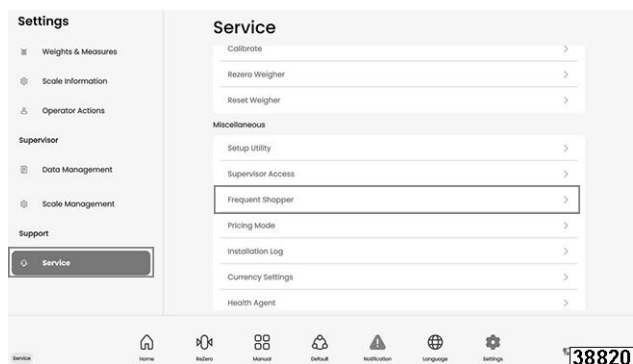 Settings
Weights & Measures
Scale Information
Operator Actions
Supervisor
Data Management
Scale Management
Support
Service
Service
Calibrate
Rezero Weigher
Reset Weigher
Miscellaneous
Setup Utility
Supervisor Access
Frequent Shopper
Pricing Mode
Installation Log
Currency Settings
Health Agent
Service
Home
ReZero
Manual
Default
Notification
Language
Settings
38820